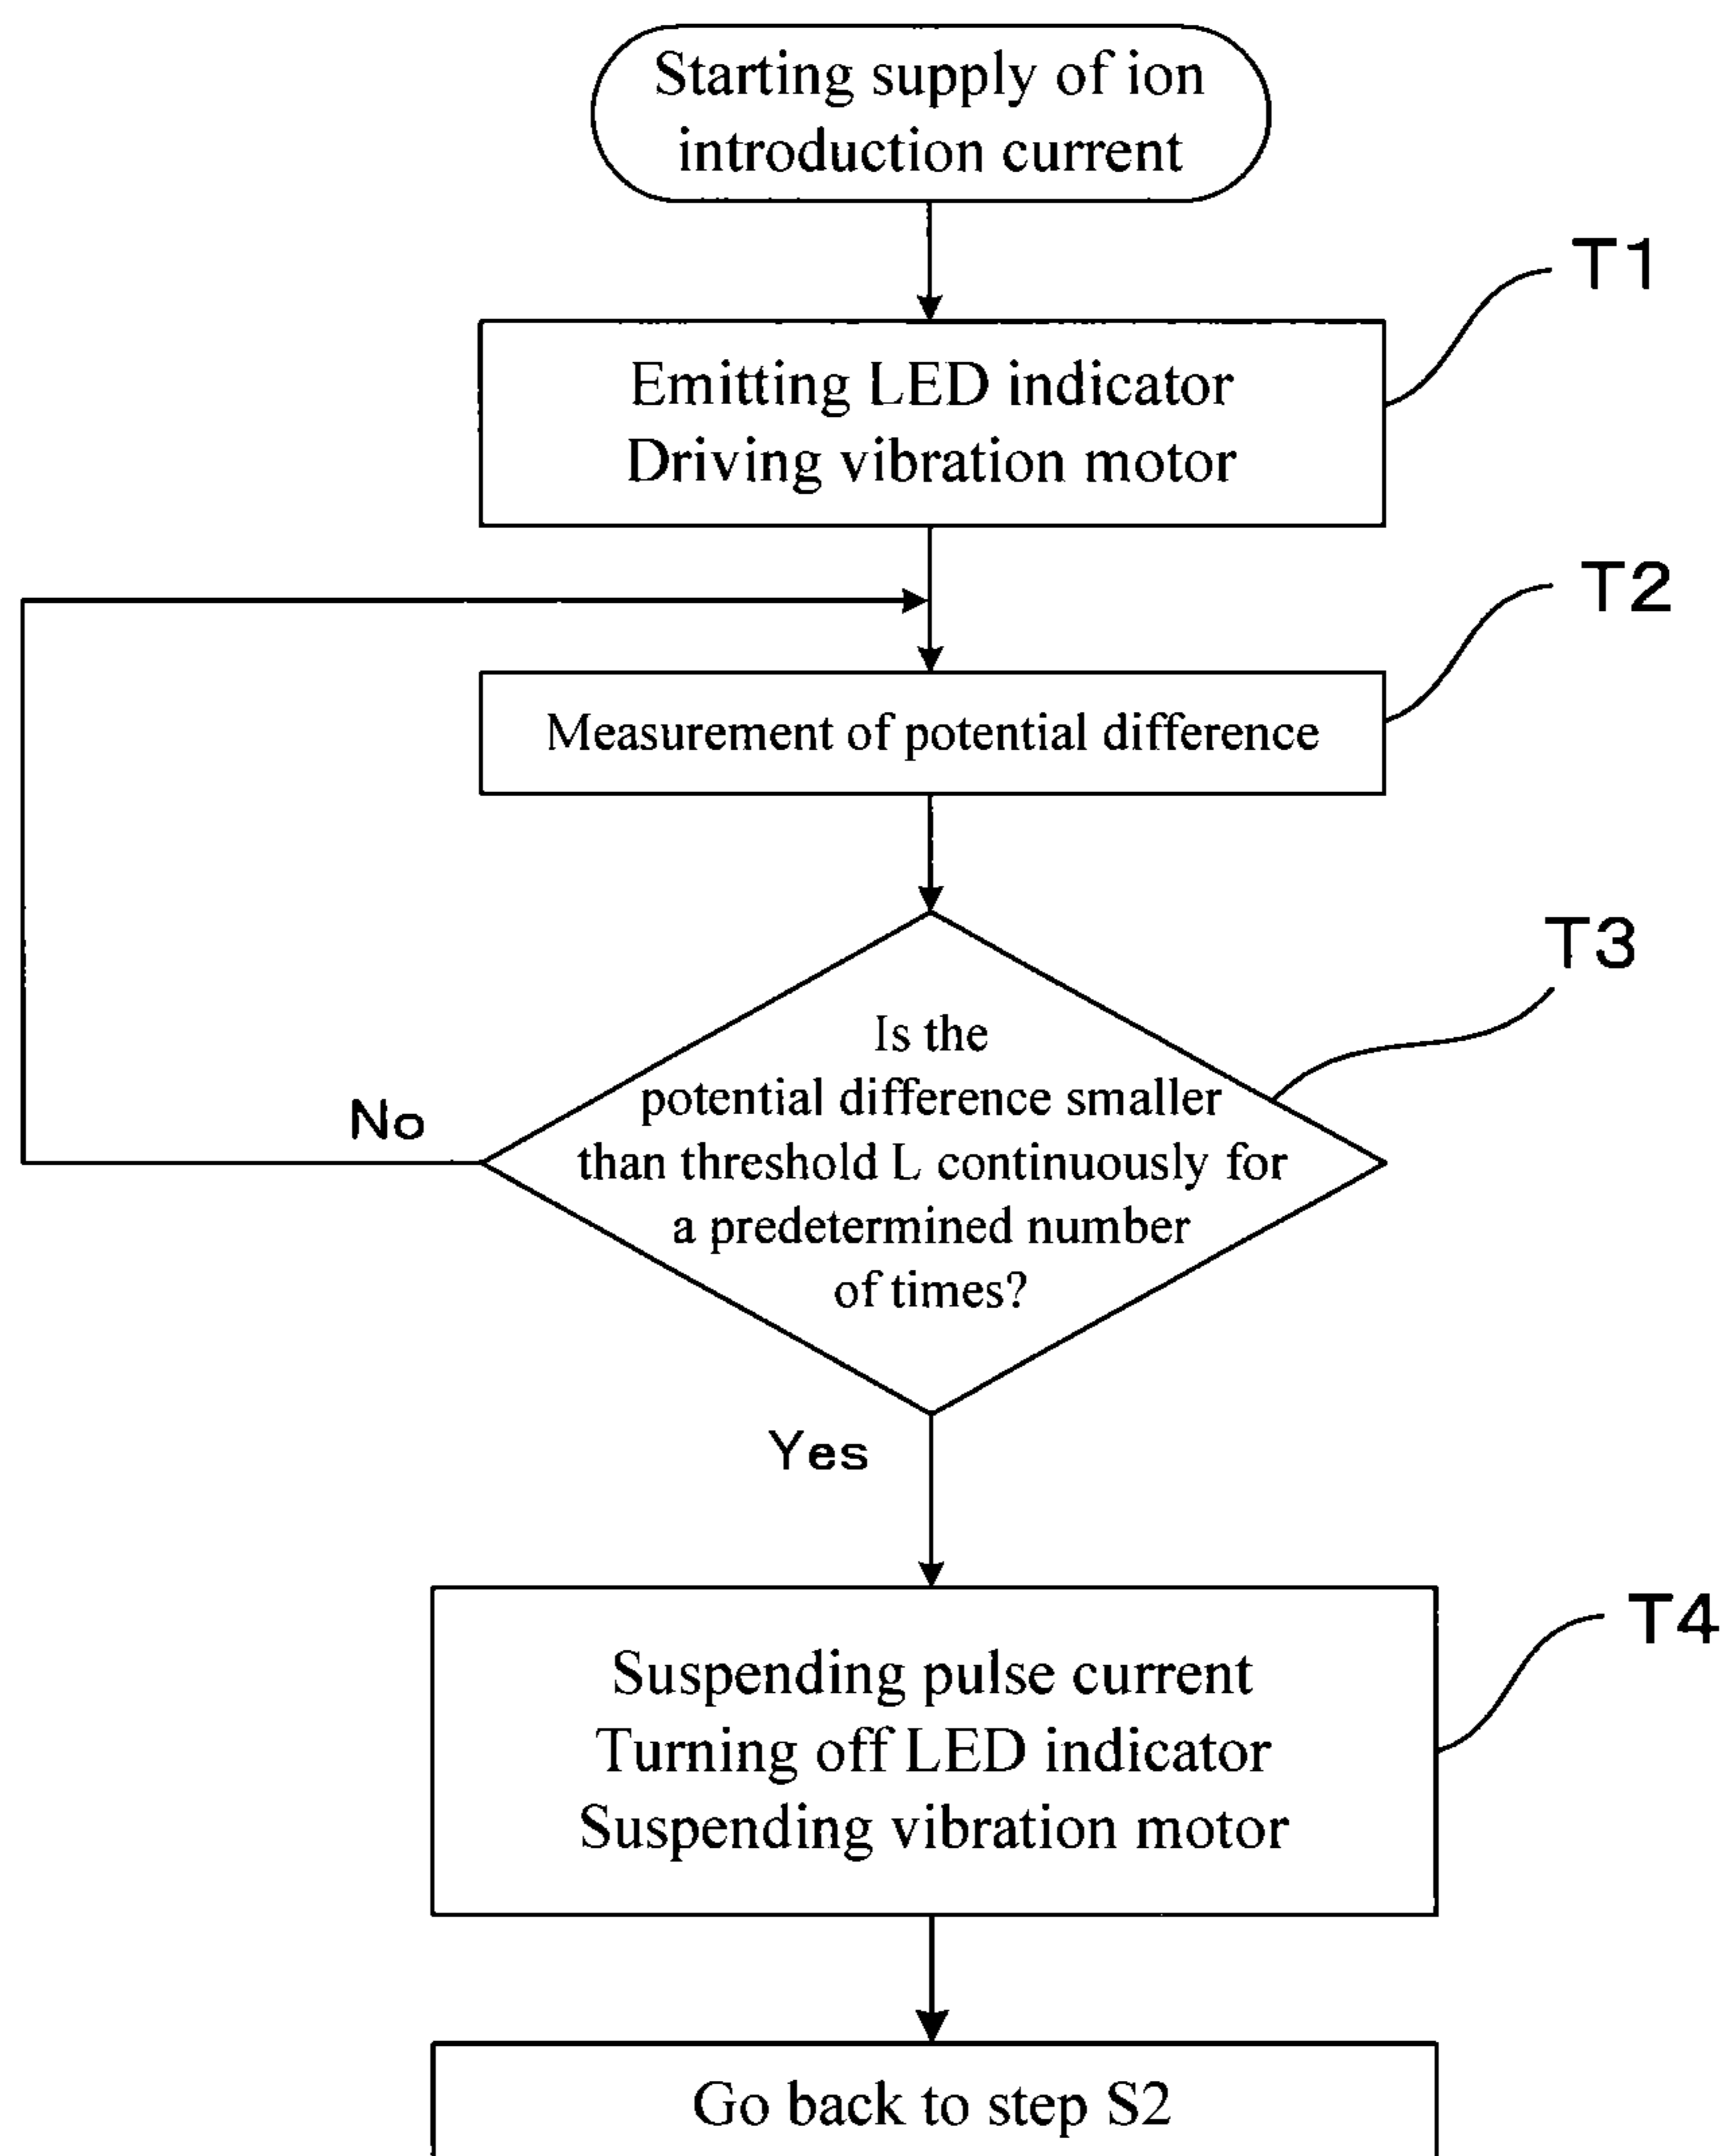 Starting supply of ion
introduction current
T1
Emitting LED indicator
Driving vibration motor
T2
Measurement of potential difference
T3
Is the
potential difference smaller
than threshold L continuously for
a predetermined number
of times?
No
Yes
T4
Suspending pulse current
Turning off LED indicator
Suspending vibration motor
Go back to step S2